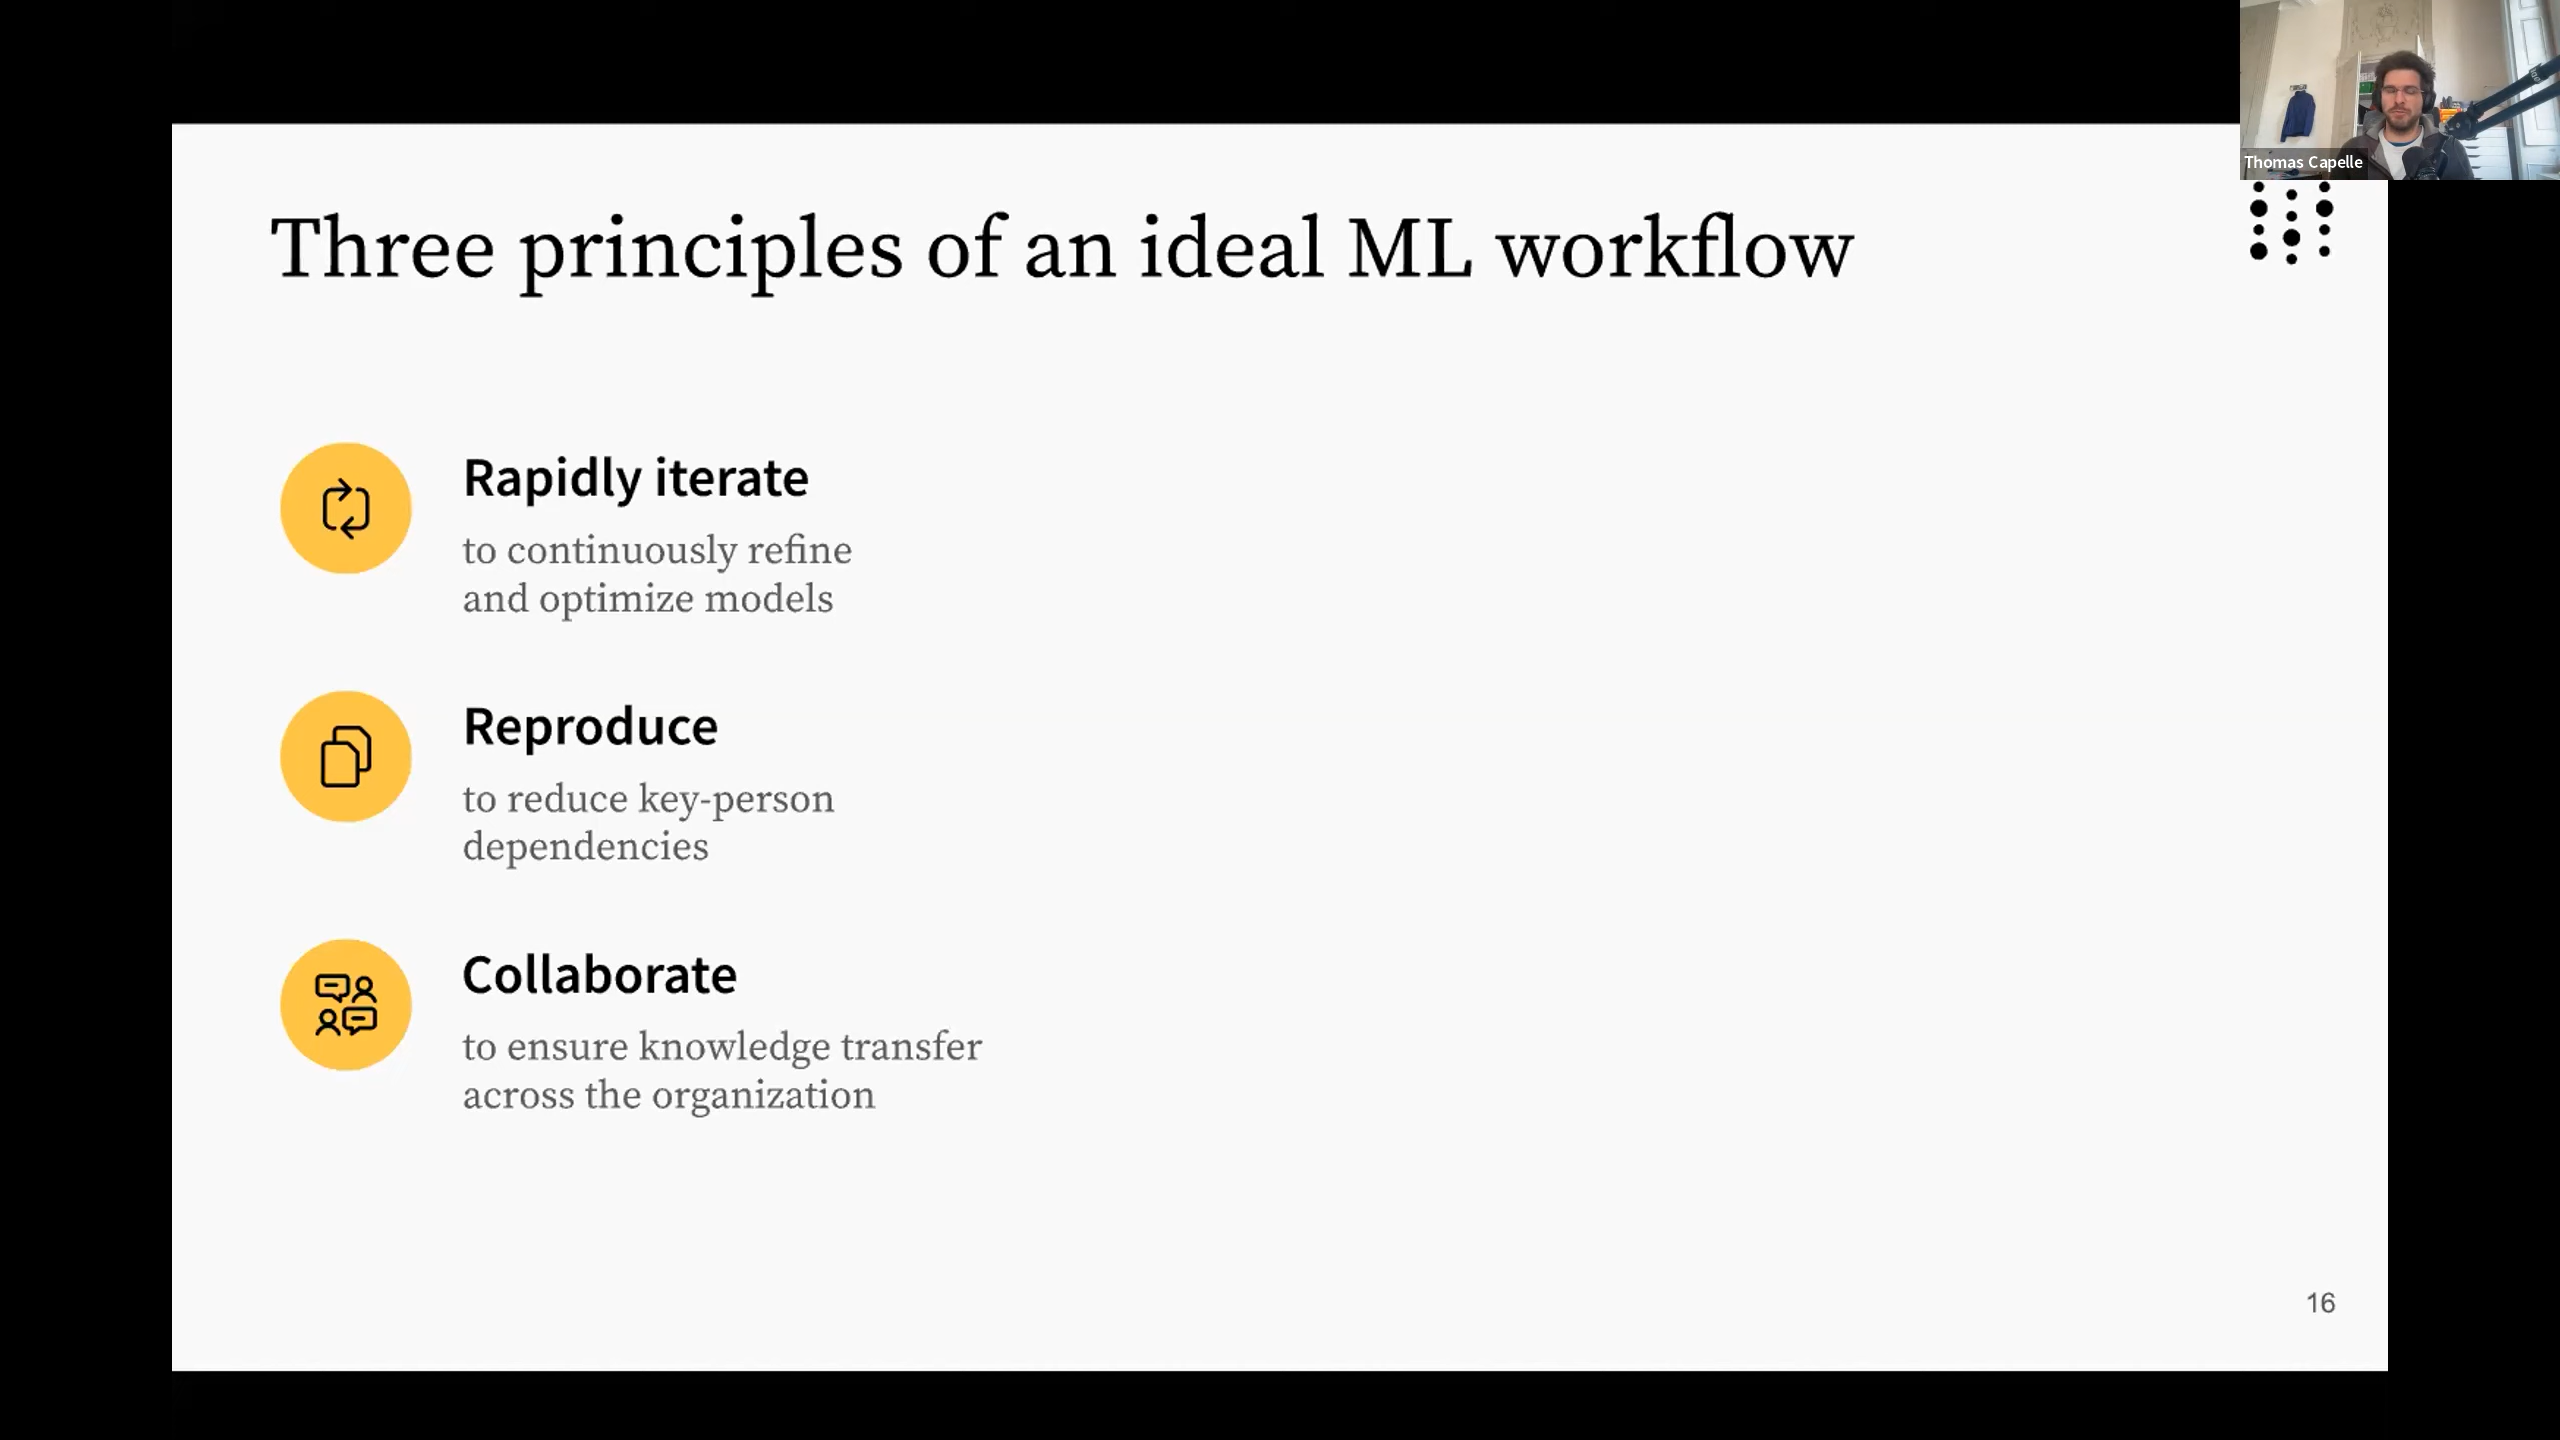 Thomas Capelle
Three principles of an ideal ML workflow
Rapidly iterate
to continuously refine
and optimize models
Reproduce
to reduce key-person
dependencies
Collaborate
to ensure knowledge transfer
across the organization
16